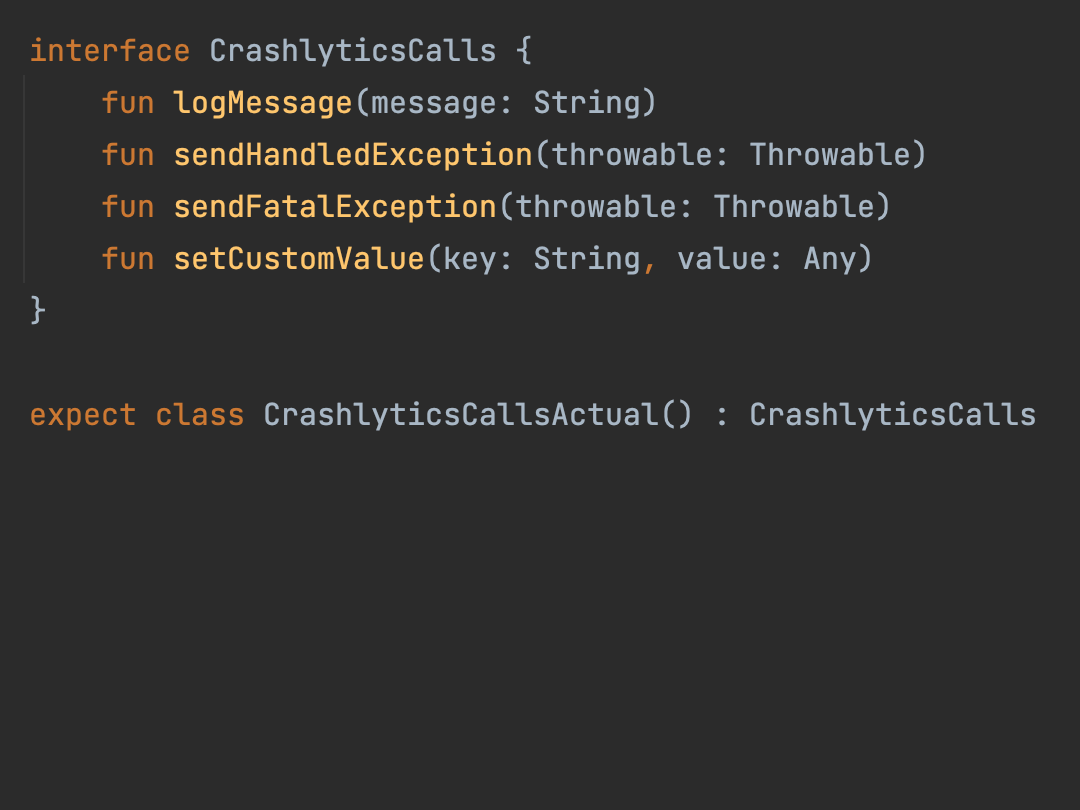 interface CrashlyticsCalls {
    fun logMessage(message: String)
    fun sendHandledException(throwable: Throwable)
    fun sendFatalException(throwable: Throwable)
    fun setCustomValue(key: String, value: Any)
}
expect class CrashlyticsCallsActual() : CrashlyticsCalls